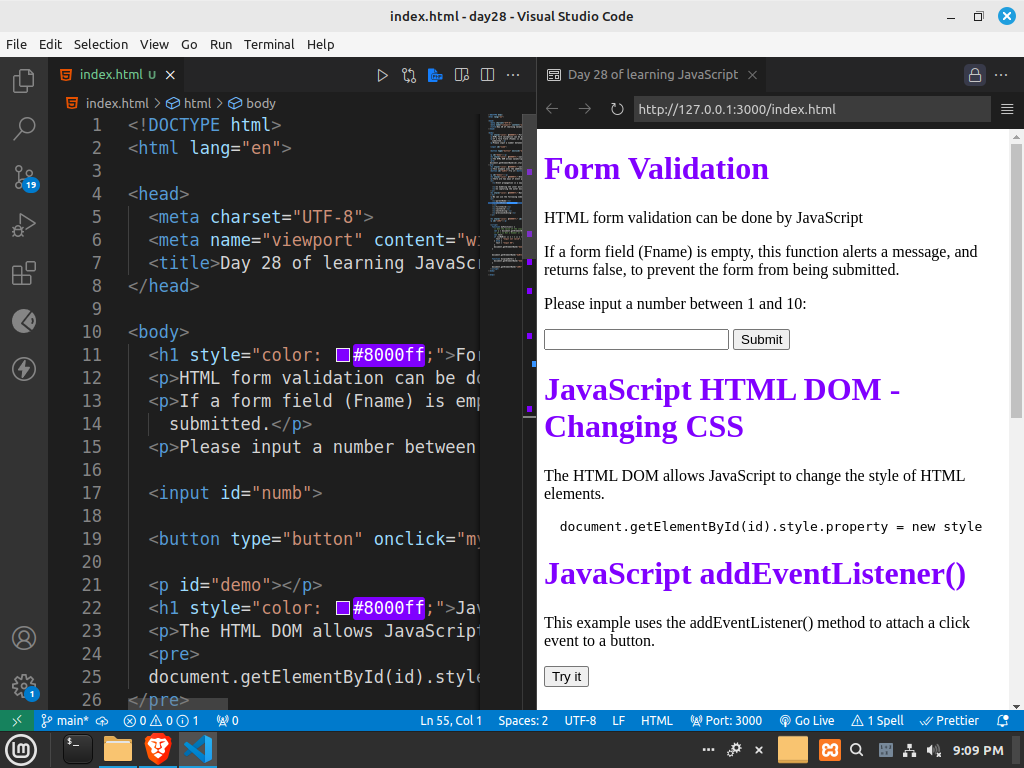 index.html - day28 - Visual Studio Code
File Edit Selection View Go Run Terminal Help
index.html U
Day 28 of learning JavaScript
index.html > html > body
http://127.0.0.1:3000/index.html
1 <!DOCTYPE html>
2 <html lang="en">
3
4 <head>
5 <meta charset="UTF-8">
6 <meta name="viewport" content="wi
7 <title>Day 28 of learning JavaScr
8 </head>
9
10 <body>
11 <h1 style="color: #8000ff;">For
12 <p>HTML form validation can be do
13 <p>If a form field (Fname) is emp
14 submitted.</p>
15 <p>Please input a number between
16
17 <input id="numb">
18
19 <button type="button" onclick="my
20
21 <p id="demo"></p>
22 <h1 style="color: #8000ff;">Jav
23 <p>The HTML DOM allows JavaScript
24 <pre>
25 document.getElementById(id).style
26 </pre>
Form Validation
HTML form validation can be done by JavaScript
If a form field (Fname) is empty, this function alerts a message, and
returns false, to prevent the form from being submitted.
Please input a number between 1 and 10:
Submit
JavaScript HTML DOM -
Changing CSS
The HTML DOM allows JavaScript to change the style of HTML
elements.
document.getElementById(id).style.property = new style
JavaScript addEventListener()
This example uses the addEventListener() method to attach a click
event to a button.
Try it
19
1
main* 0 0 1 0 Ln 55, Col 1 Spaces: 2 UTF-8 LF HTML Port: 3000 Go Live 1 Spell Prettier
9:09 PM